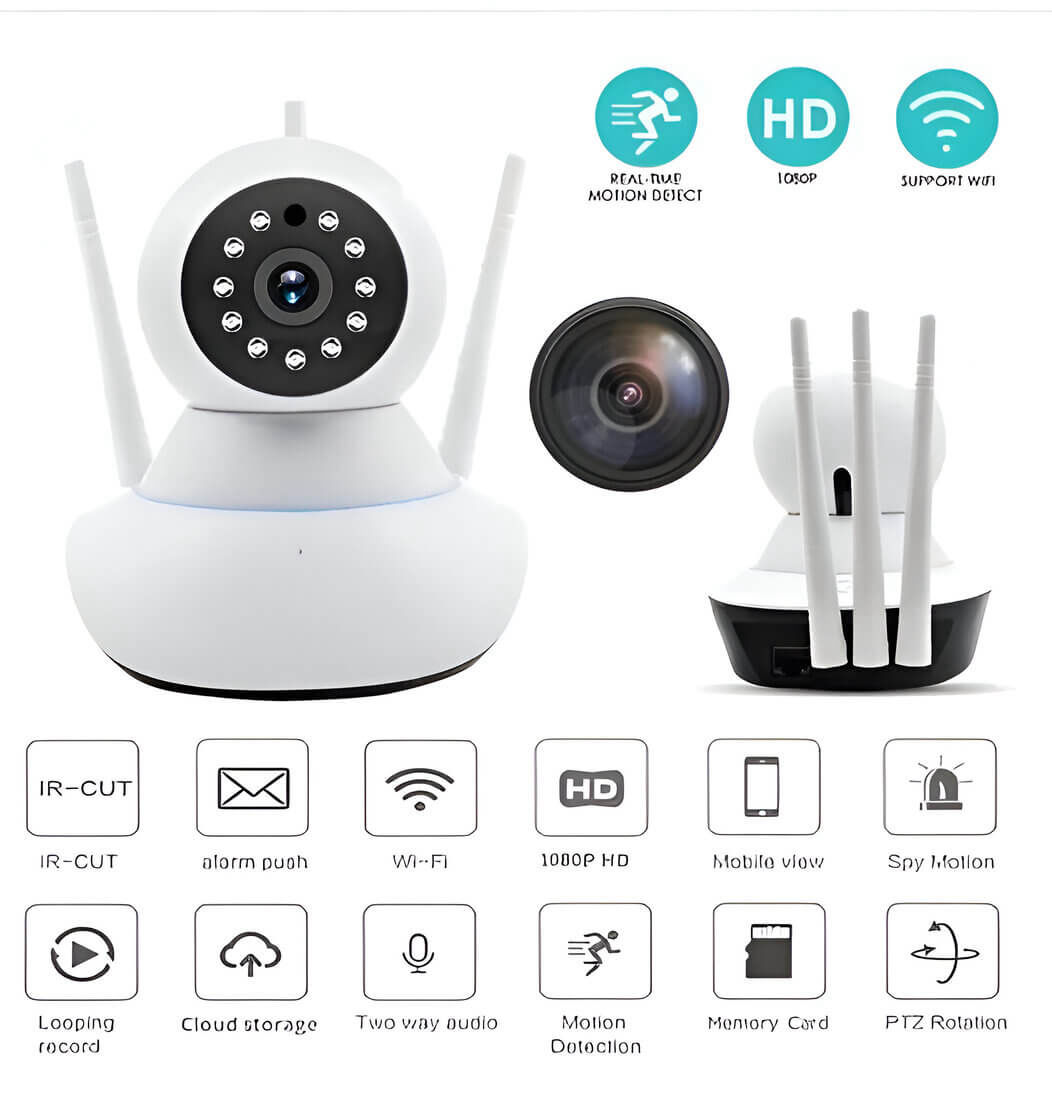 HD
REAL-TIME
MOTION DETECT
1080P
SUPPORT WIFI
IR-CUT
HD
IR-CUT
alarm push
Wi-Fi
1080P HD
Mobile view
Spy Motion
Looping
record
Cloud storage
Two way audio
Motion
Detection
Memory Card
PTZ Rotation